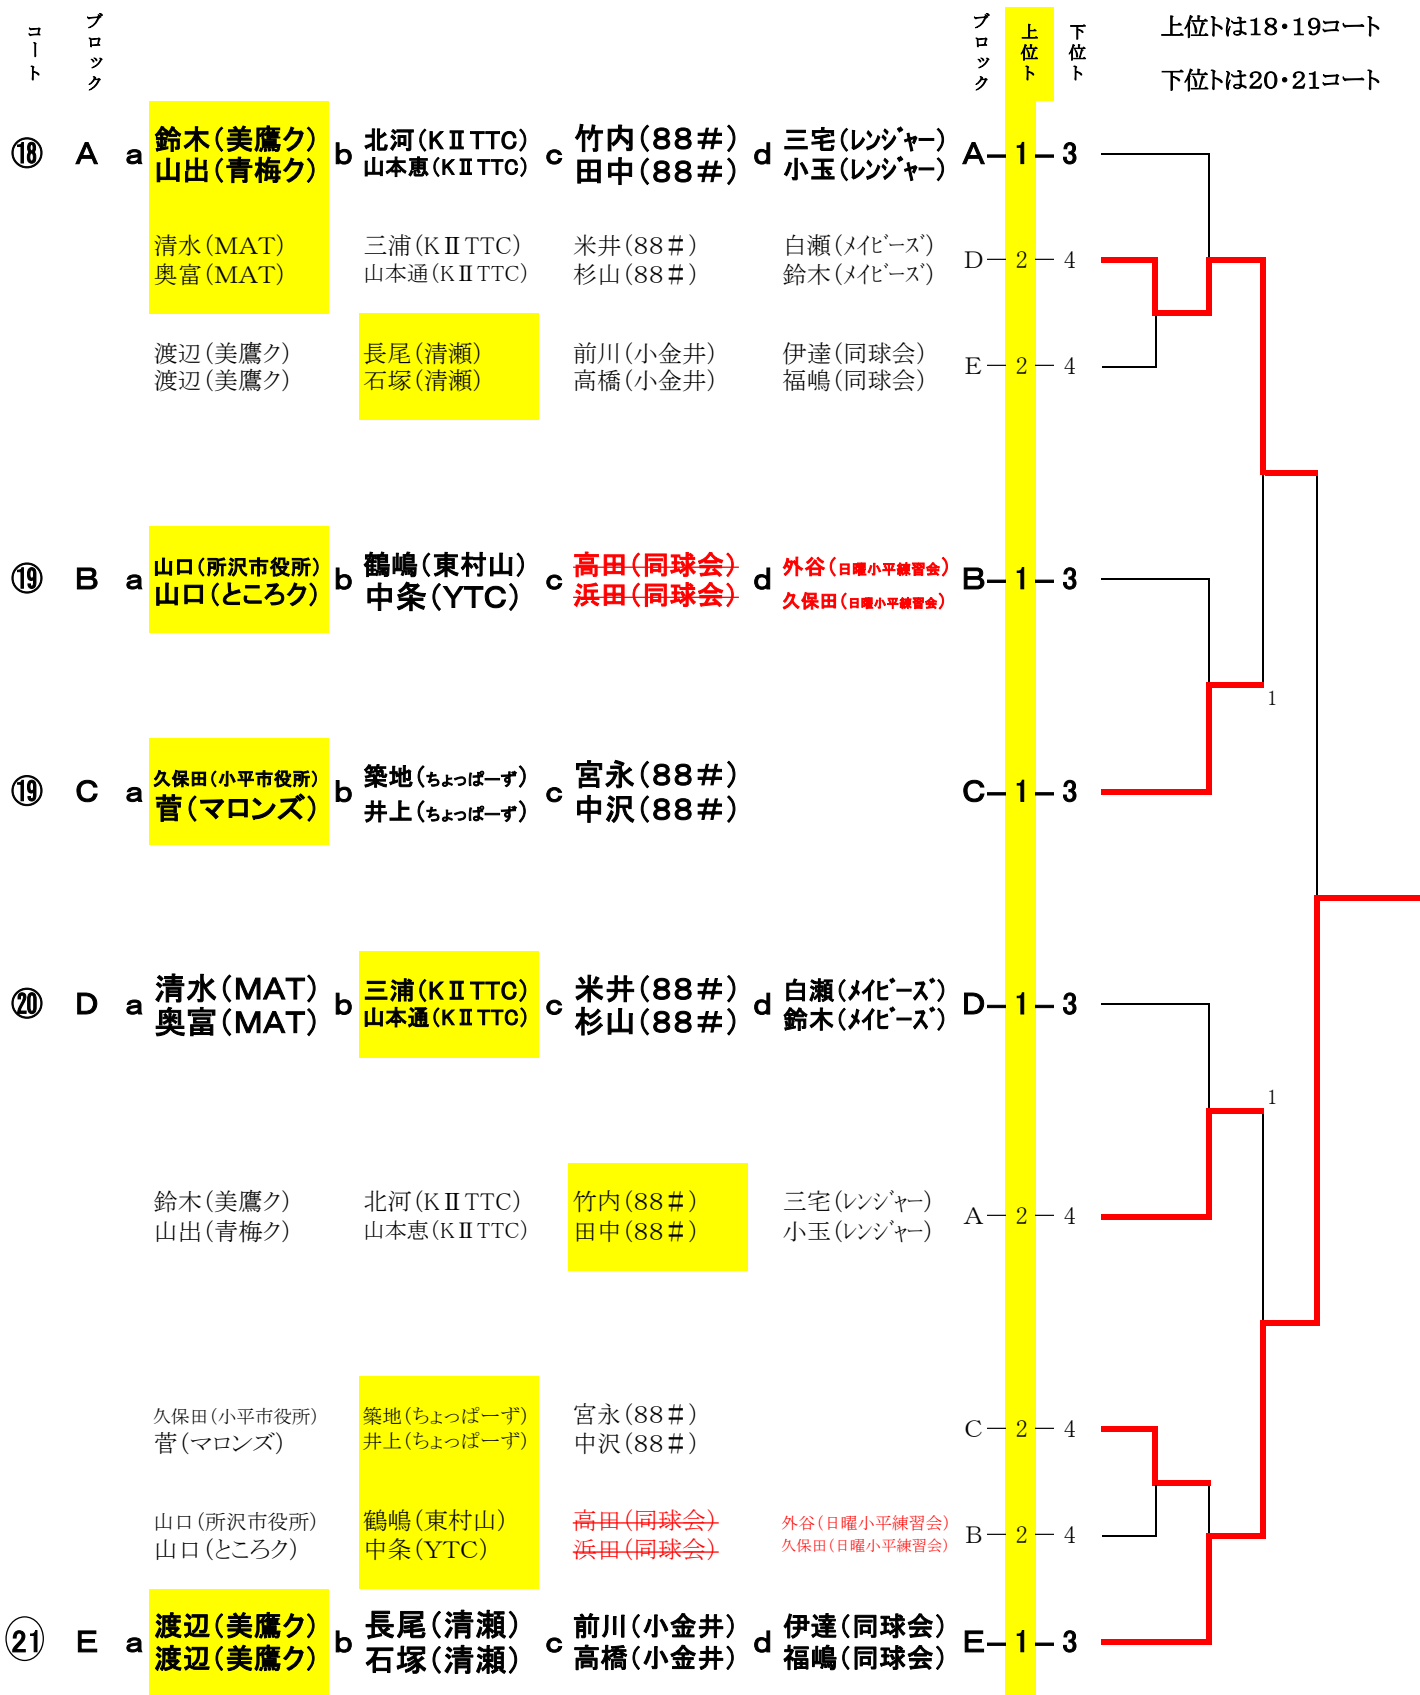 コート ブロック ブロック 上位ト 下位ト 上位トは18・19コート
下位トは20・21コート
⑱ A a 鈴木(美鷹ク) b 北河(KⅡTTC) c 竹内(88#) d 三宅(レンジャー) A 1 3
山出(青梅ク) 山本恵(KⅡTTC) 田中(88#) 小玉(レンジャー)
清水(MAT) 三浦(KⅡTTC) 米井(88#) 白瀬(メイビーズ) D 2 4
奥富(MAT) 山本通(KⅡTTC) 杉山(88#) 鈴木(メイビーズ)
渡辺(美鷹ク) 長尾(清瀬) 前川(小金井) 伊達(同球会) E 2 4
渡辺(美鷹ク) 石塚(清瀬) 高橋(小金井) 福嶋(同球会)
⑲ B a 山口(所沢市役所) b 鶴嶋(東村山) c 高田(同球会) d 外谷(日曜小平練習会) B 1 3
山口(ところク) 中条(YTC) 浜田(同球会) 久保田(日曜小平練習会)
1
⑲ C a 久保田(小平市役所) b 築地(ちょっぱーず) c 宮永(88#) C 1 3
菅(マロンズ) 井上(ちょっぱーず) 中沢(88#)
⑳ D a 清水(MAT) b 三浦(KⅡTTC) c 米井(88#) d 白瀬(メイビーズ) D 1 3
奥富(MAT) 山本通(KⅡTTC) 杉山(88#) 鈴木(メイビーズ)
1
鈴木(美鷹ク) 北河(KⅡTTC) 竹内(88#) 三宅(レンジャー) A 2 4
山出(青梅ク) 山本恵(KⅡTTC) 田中(88#) 小玉(レンジャー)
久保田(小平市役所) 築地(ちょっぱーず) 宮永(88#) C 2 4
菅(マロンズ) 井上(ちょっぱーず) 中沢(88#)
山口(所沢市役所) 鶴嶋(東村山) 高田(同球会) 外谷(日曜小平練習会) B 2 4
山口(ところク) 中条(YTC) 浜田(同球会) 久保田(日曜小平練習会)
㉑ E a 渡辺(美鷹ク) b 長尾(清瀬) c 前川(小金井) d 伊達(同球会) E 1 3
渡辺(美鷹ク) 石塚(清瀬) 高橋(小金井) 福嶋(同球会)